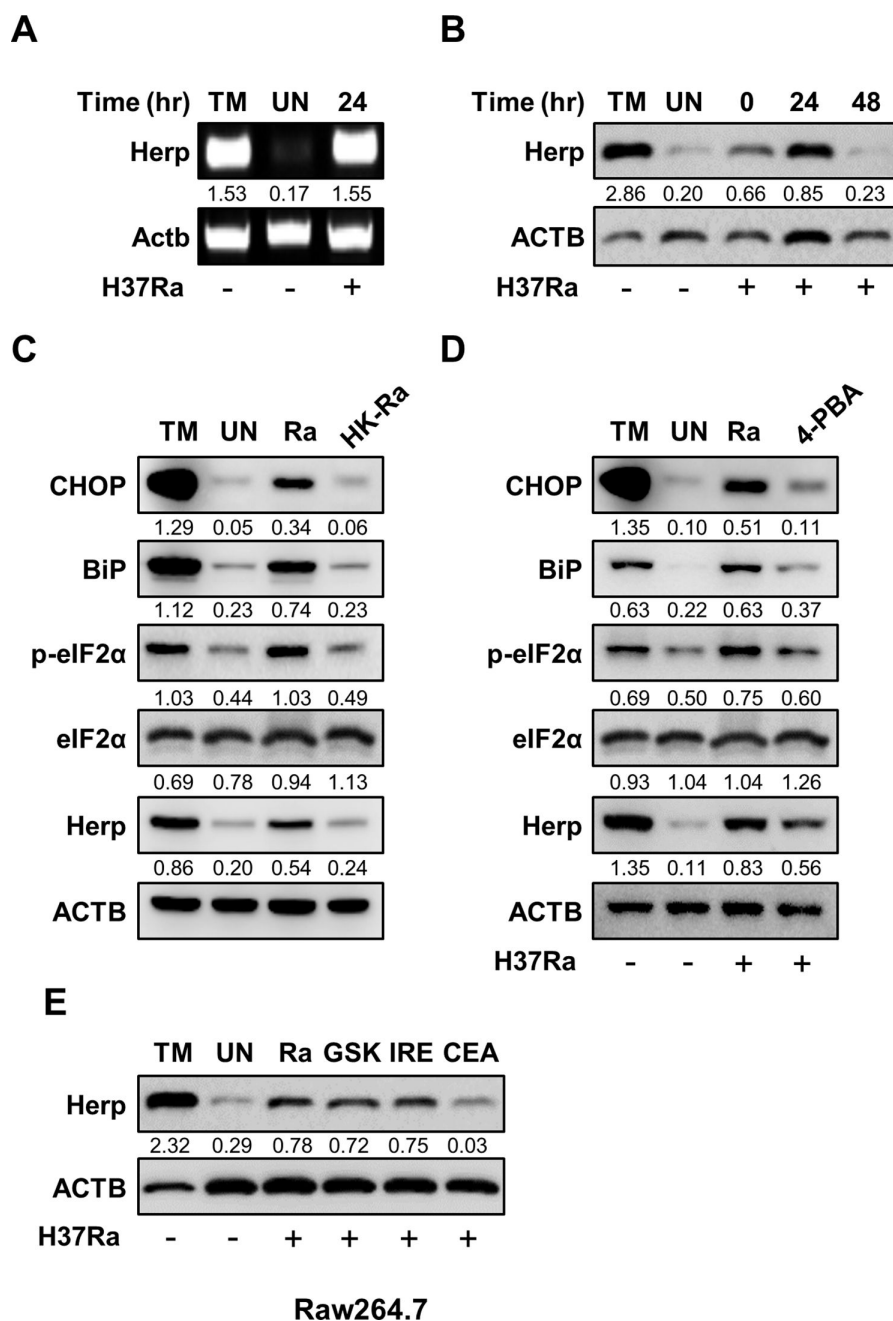 A
Time (hr) TM UN 24
Herp
1.53 0.17 1.55
Actb
H37Ra - - +
B
Time (hr) TM UN 0 24 48
Herp
2.86 0.20 0.66 0.85 0.23
ACTB
H37Ra - - + + +
C
TM UN Ra HK-Ra
CHOP
1.29 0.05 0.34 0.06
BiP
1.12 0.23 0.74 0.23
p-eIF2α
1.03 0.44 1.03 0.49
eIF2α
0.69 0.78 0.94 1.13
Herp
0.86 0.20 0.54 0.24
ACTB
D
TM UN Ra 4-PBA
CHOP
1.35 0.10 0.51 0.11
BiP
0.63 0.22 0.63 0.37
p-eIF2α
0.69 0.50 0.75 0.60
eIF2α
0.93 1.04 1.04 1.26
Herp
1.35 0.11 0.83 0.56
ACTB
H37Ra - - + +
E
TM UN Ra GSK IRE CEA
Herp
2.32 0.29 0.78 0.72 0.75 0.03
ACTB
H37Ra - - + + + +
Raw264.7